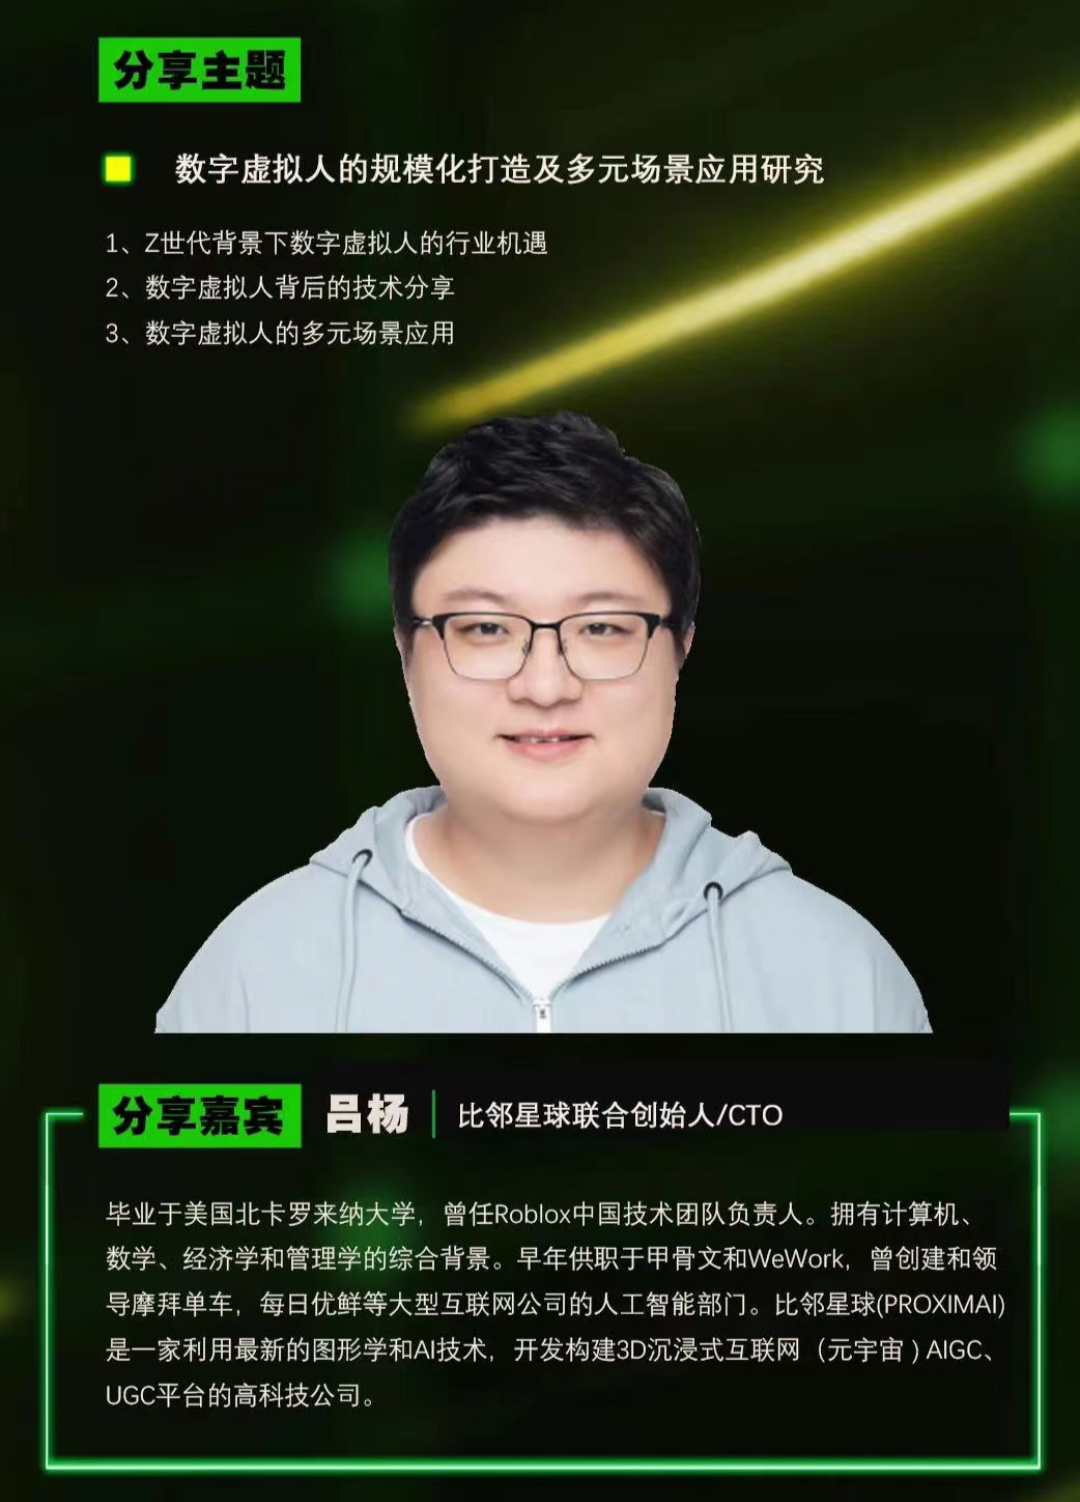 分享主题
数字虚拟人的规模化打造及多元场景应用研究
1、Z世代背景下数字虚拟人的行业机遇
2、数字虚拟人背后的技术分享
3、数字虚拟人的多元场景应用
分享嘉宾 吕杨 比邻星球联合创始人/CTO
毕业于美国北卡罗来纳大学，曾任Roblox中国技术团队负责人。拥有计算机、
数学、经济学和管理学的综合背景。早年供职于甲骨文和WeWork，曾创建和领
导摩拜单车，每日优鲜等大型互联网公司的人工智能部门。比邻星球(PROXIMAI)
是一家利用最新的图形学和AI技术，开发构建3D沉浸式互联网（元宇宙 ) AIGC、
UGC平台的高科技公司。